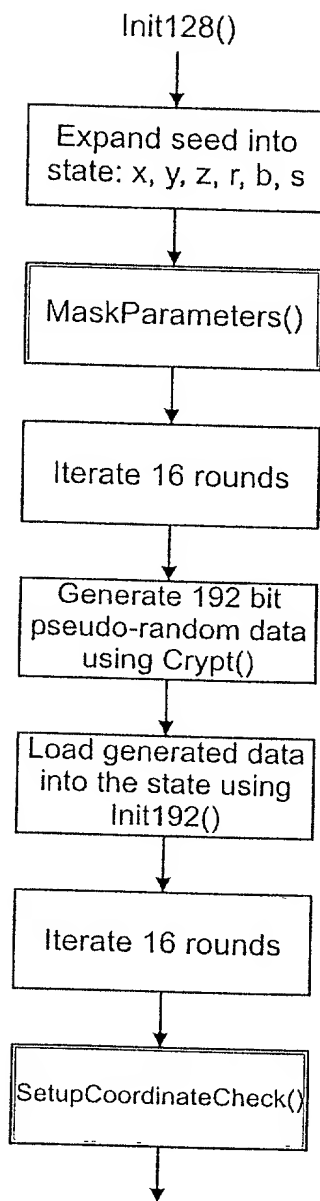 Init128()
Expand seed into
state: x, y, z, r, b, s
MaskParameters()
Iterate 16 rounds
Generate 192 bit
pseudo-random data
using Crypt()
Load generated data
into the state using
Init192()
Iterate 16 rounds
SetupCoordinateCheck()